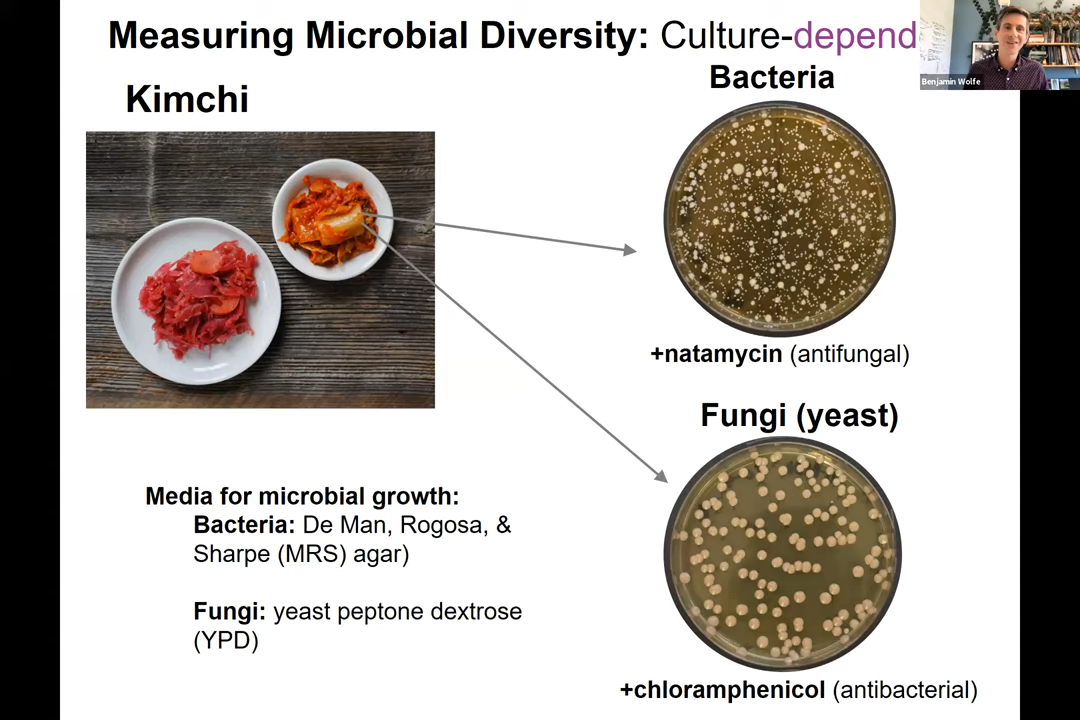 Measuring Microbial Diversity: Culture-depend
Benjamin Wolfe
Kimchi
Bacteria
+natamycin (antifungal)
Fungi (yeast)
Media for microbial growth:
Bacteria: De Man, Rogosa, &
Sharpe (MRS) agar)
Fungi: yeast peptone dextrose
(YPD)
+chloramphenicol (antibacterial)